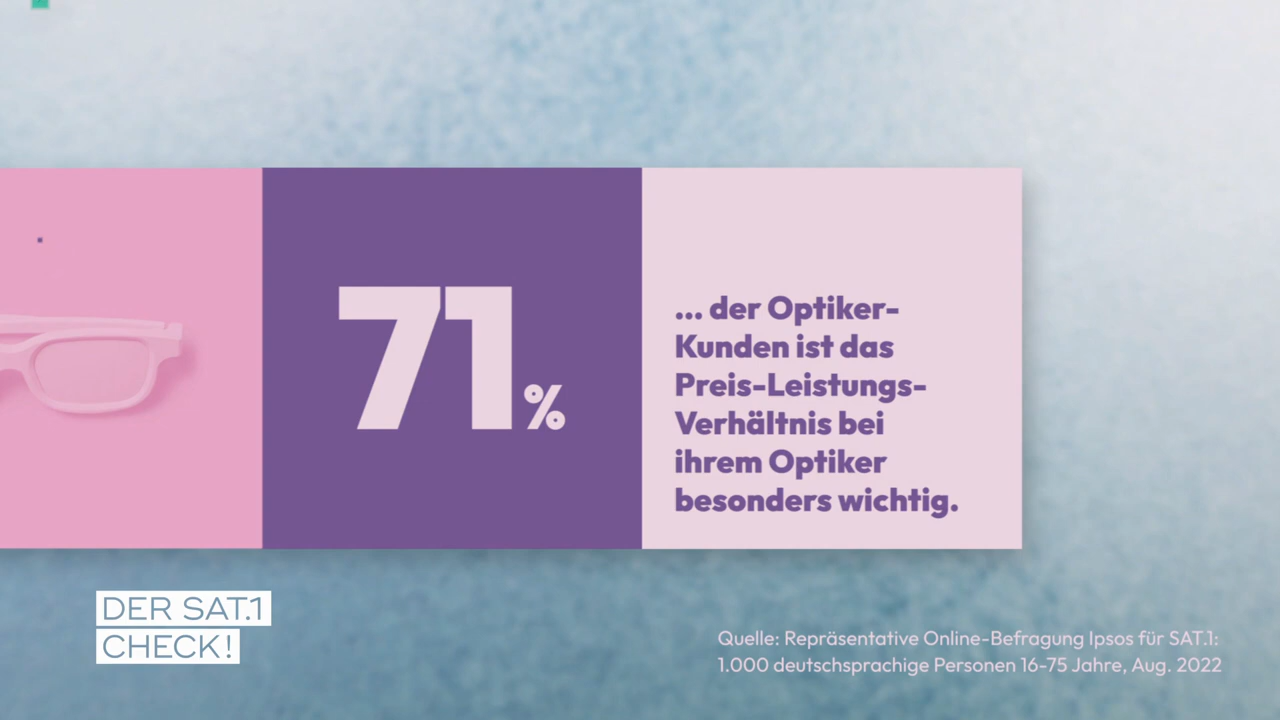 71%
... der Optiker-
Kunden ist das
Preis-Leistungs-
Verhältnis bei
ihrem Optiker
besonders wichtig.
DER SAT.1
CHECK!
Quelle: Repräsentative Online-Befragung Ipsos für SAT.1:
1.000 deutschsprachige Personen 16-75 Jahre, Aug. 2022